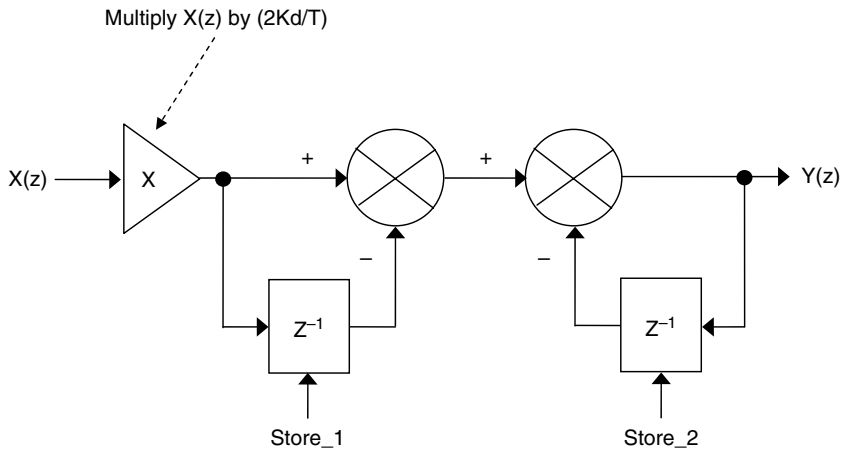 Multiply X(z) by (2Kd/T)
X(z)
X
+
+
Y(z)
–
–
Z⁻¹
Z⁻¹
Store_1
Store_2